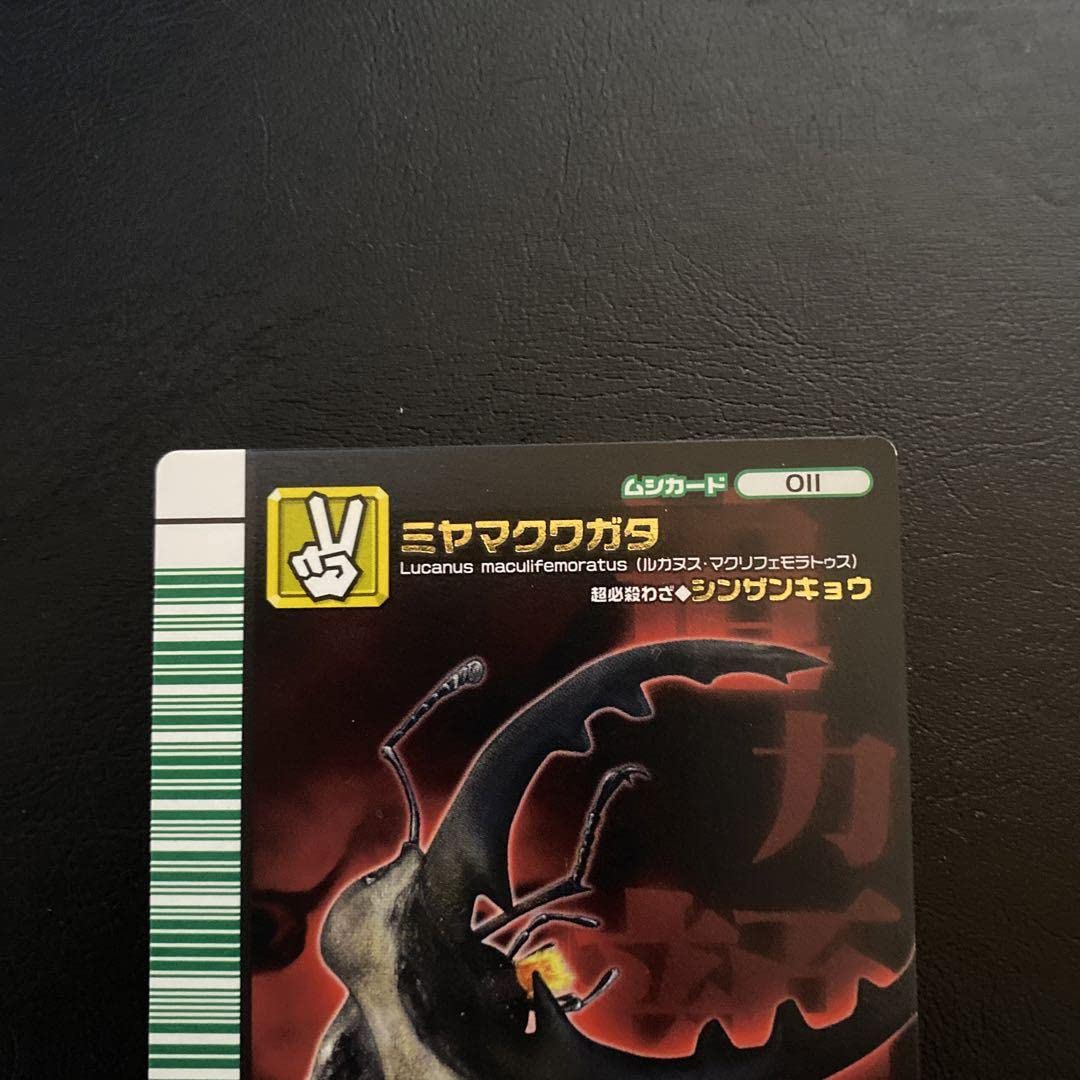 ムシカード 011
ミヤマクワガタ
Lucanus maculifemoratus (ルカヌス・マクリフェモラトゥス)
超必殺わざ◆シンザンキョウ
力